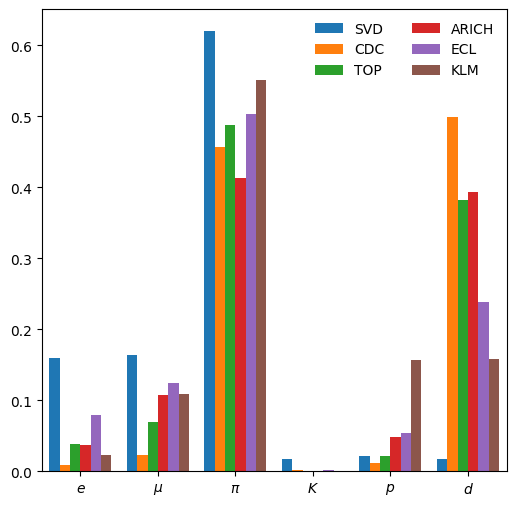 SVD
CDC
TOP
ARICH
ECL
KLM
0.6
0.5
0.4
0.3
0.2
0.1
0.0
e μ π K p d